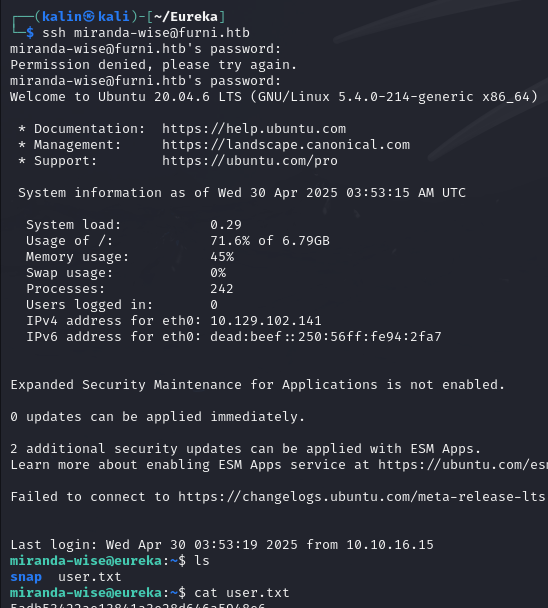 ┌──(kalin㉿kali)-[~/Eureka]
└─$ ssh miranda-wise@furni.htb
miranda-wise@furni.htb's password:
Permission denied, please try again.
miranda-wise@furni.htb's password:
Welcome to Ubuntu 20.04.6 LTS (GNU/Linux 5.4.0-214-generic x86_64)
* Documentation: https://help.ubuntu.com
* Management: https://landscape.canonical.com
* Support: https://ubuntu.com/pro
System information as of Wed 30 Apr 2025 03:53:15 AM UTC
System load: 0.29
Usage of /: 71.6% of 6.79GB
Memory usage: 45%
Swap usage: 0%
Processes: 242
Users logged in: 0
IPv4 address for eth0: 10.129.102.141
IPv6 address for eth0: dead:beef::250:56ff:fe94:2fa7
Expanded Security Maintenance for Applications is not enabled.
0 updates can be applied immediately.
2 additional security updates can be applied with ESM Apps.
Learn more about enabling ESM Apps service at https://ubuntu.com/esm
Failed to connect to https://changelogs.ubuntu.com/meta-release-lts
Last login: Wed Apr 30 03:53:19 2025 from 10.10.16.15
miranda-wise@eureka:~$ ls
snap user.txt
miranda-wise@eureka:~$ cat user.txt